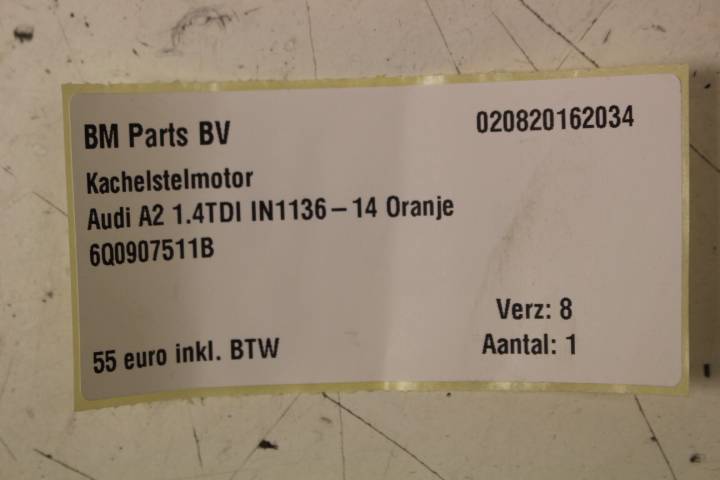 BM Parts BV
020820162034
Kachelstelmotor
Audi A2 1.4TDI IN1136-14 Oranje
6Q0907511B
Verz: 8
55 euro inkl. BTW
Aantal: 1